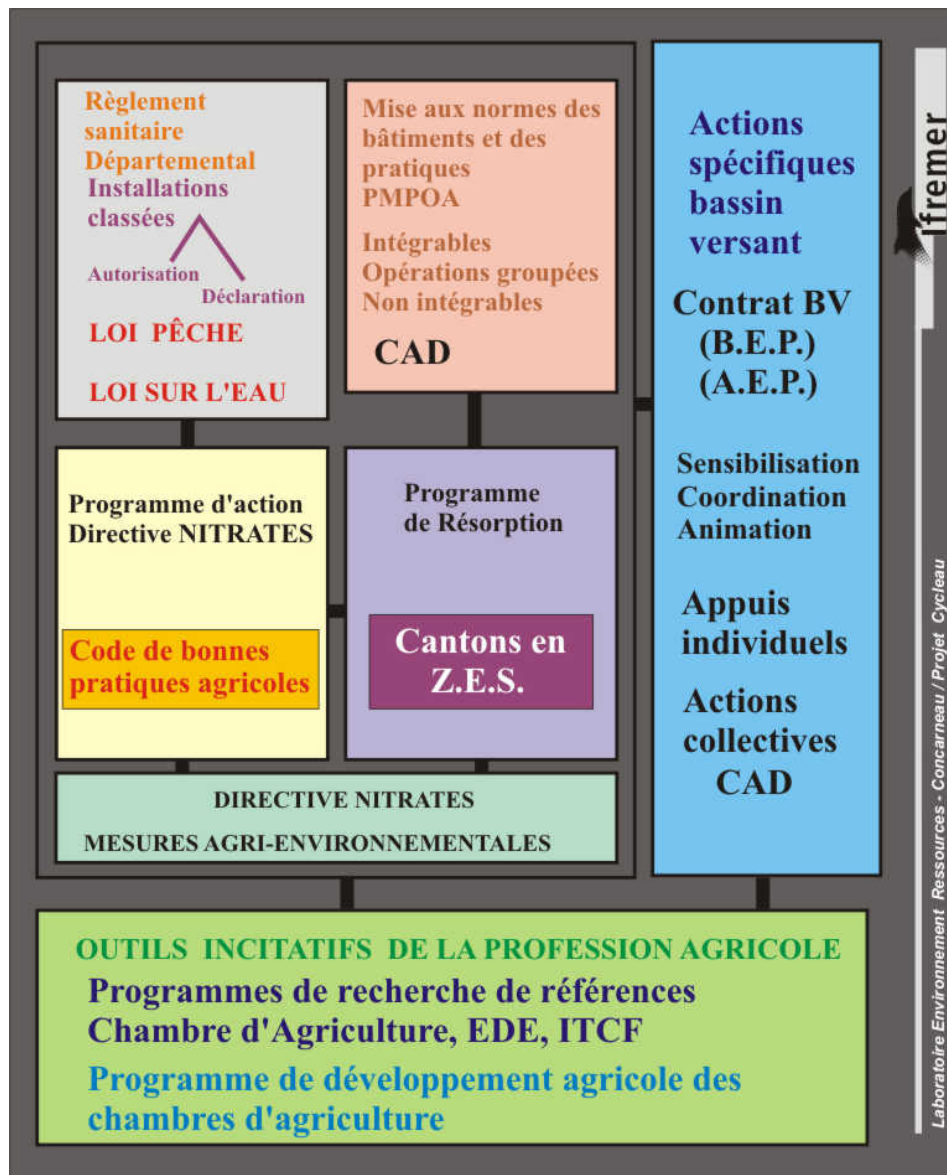 Règlement
sanitaire
Départemental
Installations
classées
Autorisation
Déclaration
LOI PÊCHE
LOI SUR L'EAU
Mise aux normes des
bâtiments et des
pratiques
PMPOA
Intégrables
Opérations groupées
Non intégrables
CAD
Programme d'action
Directive NITRATES
Code de bonnes
pratiques agricoles
Programme
de Résorption
Cantons en
Z.E.S.
DIRECTIVE NITRATES
MESURES AGRI-ENVIRONNEMENTALES
Actions
spécifiques
bassin
versant
Contrat BV
(B.E.P.)
(A.E.P.)
Sensibilisation
Coordination
Animation
Appuis
individuels
Actions
collectives
CAD
OUTILS INCITATIFS DE LA PROFESSION AGRICOLE
Programmes de recherche de références
Chambre d'Agriculture, EDE, ITCF
Programme de développement agricole des
chambres d'agriculture
Ifremer
Laboratoire Environnement Ressources - Concarneau / Projet Cycleau